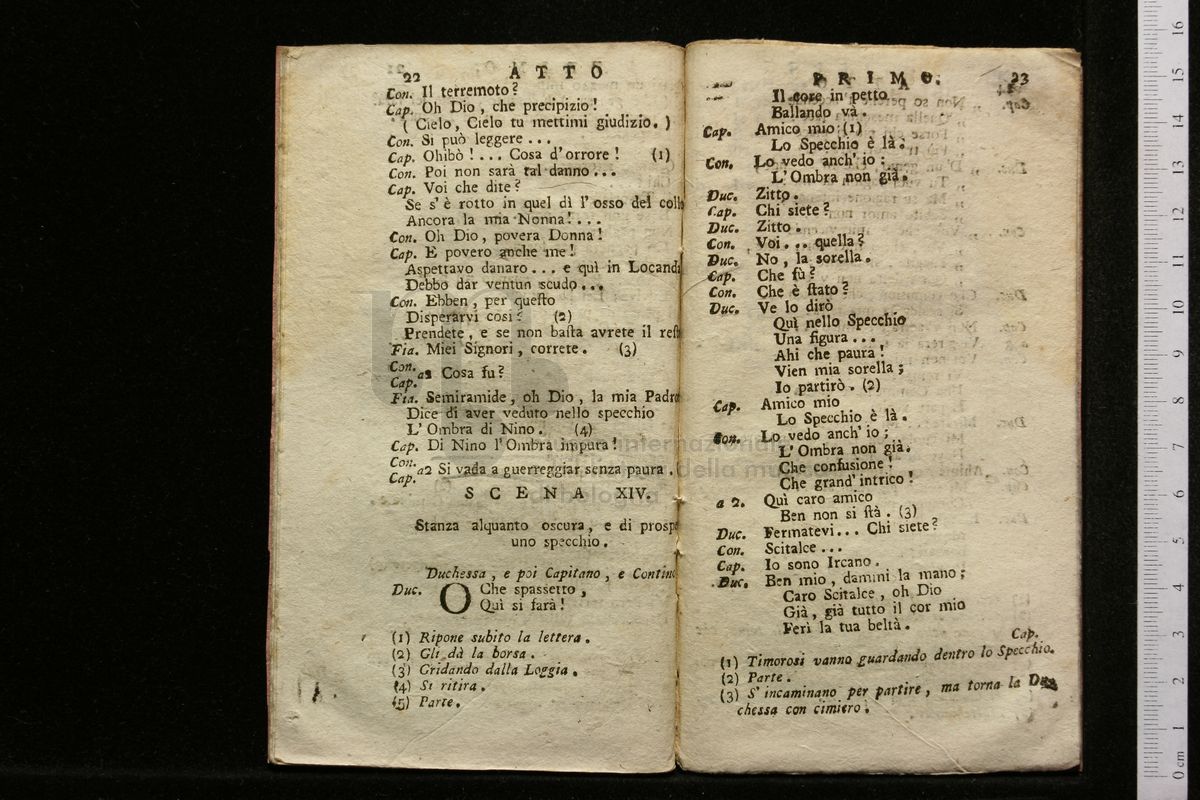 22 ATTO
Con. Il terremoto?
Cap. Oh Dio, che precipizio!
( Cielo, Cielo tu mettimi giudizio. )
Con. Si può leggere ...
Cap. Ohibò! ... Cosa d'orrore! (1)
Con. Poi non sarà tal danno ...
Cap. Voi che dite?
Se s'è rotto in quel dì l'osso del coll
Ancora la mia Nonna! ...
Con. Oh Dio, povera Donna!
Cap. E povero anche me!
Aspettavo danaro ... e quì in Locand
Debbo dar ventun scudo ...
Con. Ebben, per questo
Disperarvi così? (2)
Prendete, e se non basta avrete il rest
Fia. Miei Signori, correte. (3)
Con. Cap. a2 Cosa fu?
Fia. Semiramide, oh Dio, la mia Padro
Dice di aver veduto nello specchio
L'Ombra di Nino. (4)
Cap. Di Nino l'Ombra impura!
Con. Cap. a2 Si vada a guerreggiar senza paura.
SCENA XIV.
Stanza alquanto oscura, e di prosp
uno specchio.
Duchessa, e poi Capitano, e Contin
Duc. O Che spassetto,
Quì si farà!
(1) Ripone subito la lettera.
(2) Gli dà la borsa.
(3) Gridando dalla Loggia.
(4) Si ritira.
(5) Parte.
PRIMO. 23
Il core in petto
Ballando và.
Cap. Amico mio: (1)
Lo Specchio è là:
Con. Lo vedo anch'io:
L'Ombra non già.
Duc. Zitto.
Cap. Chi siete?
Duc. Zitto.
Con. Voi ... quella?
Duc. No, la sorella.
Cap. Che fù?
Con. Che è stato?
Duc. Ve lo dirò
Quì nello Specchio
Una figura ...
Ahi che paura!
Vien mia sorella;
Io partirò. (2)
Cap. Amico mio
Lo Specchio è là.
Con. Lo vedo anch'io;
L'Ombra non già.
Che confusione!
Che grand'intrico!
a 2. Quì caro amico
Ben non si stà. (3)
Duc. Fermatevi ... Chi siete?
Con. Scitalce ...
Cap. Io sono Ircano.
Duc. Ben mio, dammi la mano;
Caro Scitalce, oh Dio
Già, già tutto il cor mio
Ferì la tua beltà.
Cap.
(1) Timorosi vanno guardando dentro lo Specchio.
(2) Parte.
(3) S'incaminano per partire, ma torna la Du-
chessa con cimiero.